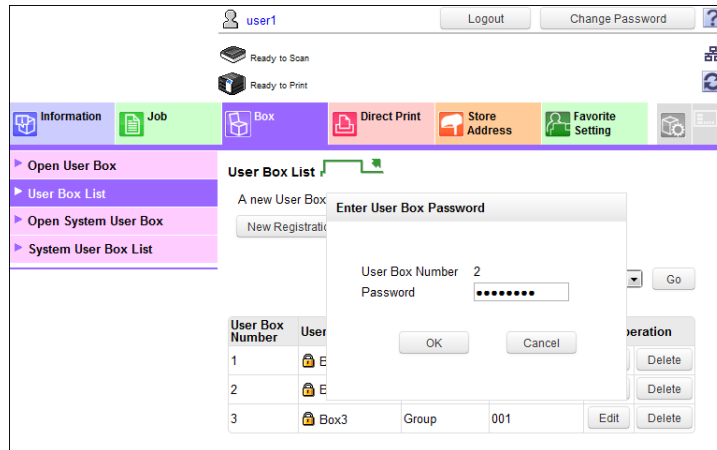 user1
Logout
Change Password
?
Ready to Scan
Ready to Print
Information
Job
Box
Direct Print
Store Address
Favorite Setting
Open User Box
User Box List
Open System User Box
System User Box List
User Box List
A new User Box
New Registratio
Enter User Box Password
User Box Number 2
Password ●●●●●●●●
OK Cancel
Go
User Box Number
User
eration
1 B Delete
2 B Delete
3 Box3 Group 001 Edit Delete